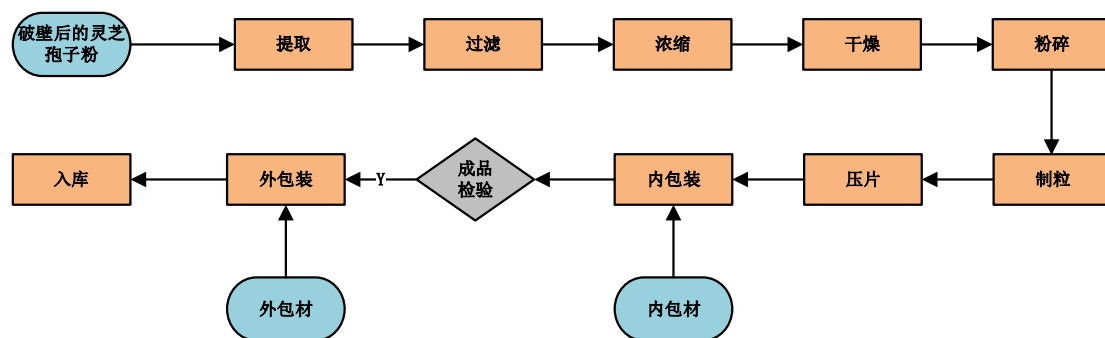 破壁后的灵芝
孢子粉
提取
过滤
浓缩
干燥
粉碎
入库
外包装
Y
成品
检验
内包装
压片
制粒
外包材
内包材